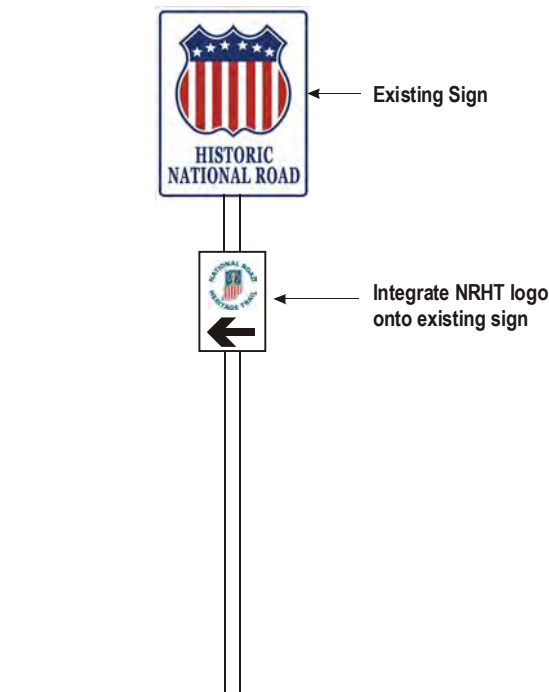 Existing Sign
HISTORIC
NATIONAL ROAD
NATIONAL ROAD
HERITAGE TRAIL
Integrate NRHT logo
onto existing sign